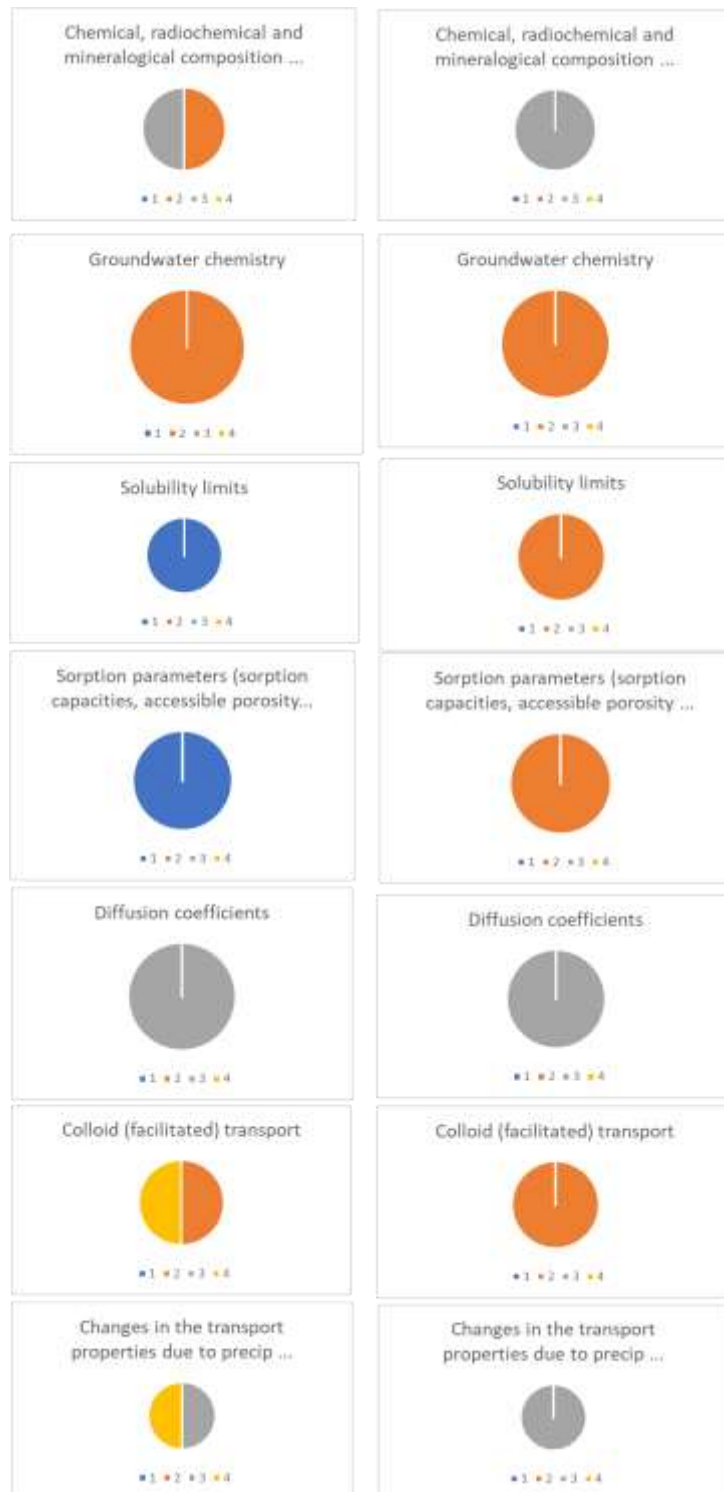 Chemical, radiochemical and
mineralogical composition ...
1 2 3 4
Chemical, radiochemical and
mineralogical composition ...
1 2 3 4
Groundwater chemistry
1 2 3 4
Groundwater chemistry
1 2 3 4
Solubility limits
1 2 3 4
Solubility limits
1 2 3 4
Sorption parameters (sorption
capacities, accessible porosity...
1 2 3 4
Sorption parameters (sorption
capacities, accessible porosity ...
1 2 3 4
Diffusion coefficients
1 2 3 4
Diffusion coefficients
1 2 3 4
Colloid (facilitated) transport
1 2 3 4
Colloid (facilitated) transport
1 2 3 4
Changes in the transport
properties due to precip ...
1 2 3 4
Changes in the transport
properties due to precip ...
1 2 3 4